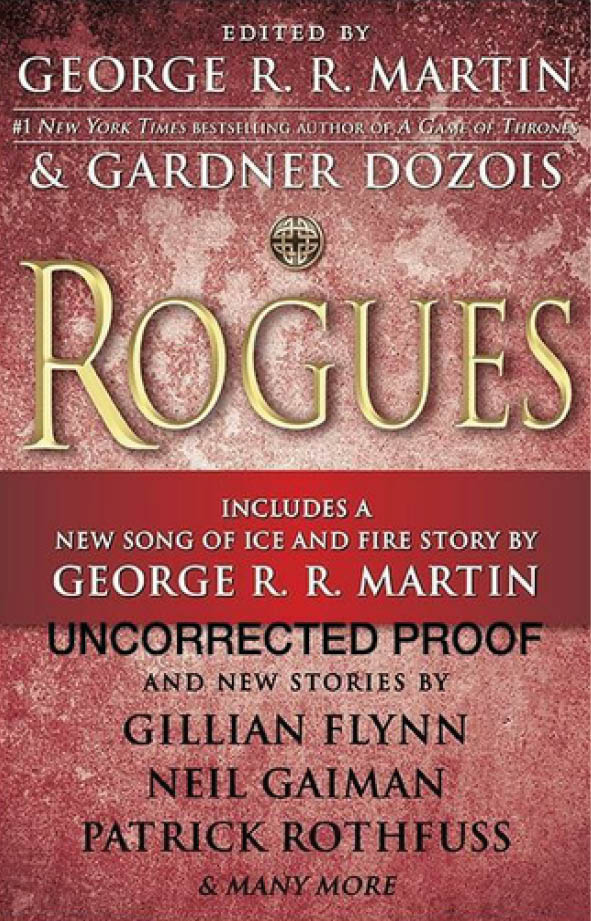 EDITED BY
GEORGE R. R. MARTIN
#1 NEW YORK TIMES BESTSELLING AUTHOR OF A GAME OF THRONES
& GARDNER DOZOIS
ROGUES
INCLUDES A
NEW SONG OF ICE AND FIRE STORY BY
GEORGE R. R. MARTIN
UNCORRECTED PROOF
AND NEW STORIES BY
GILLIAN FLYNN
NEIL GAIMAN
PATRICK ROTHFUSS
& MANY MORE